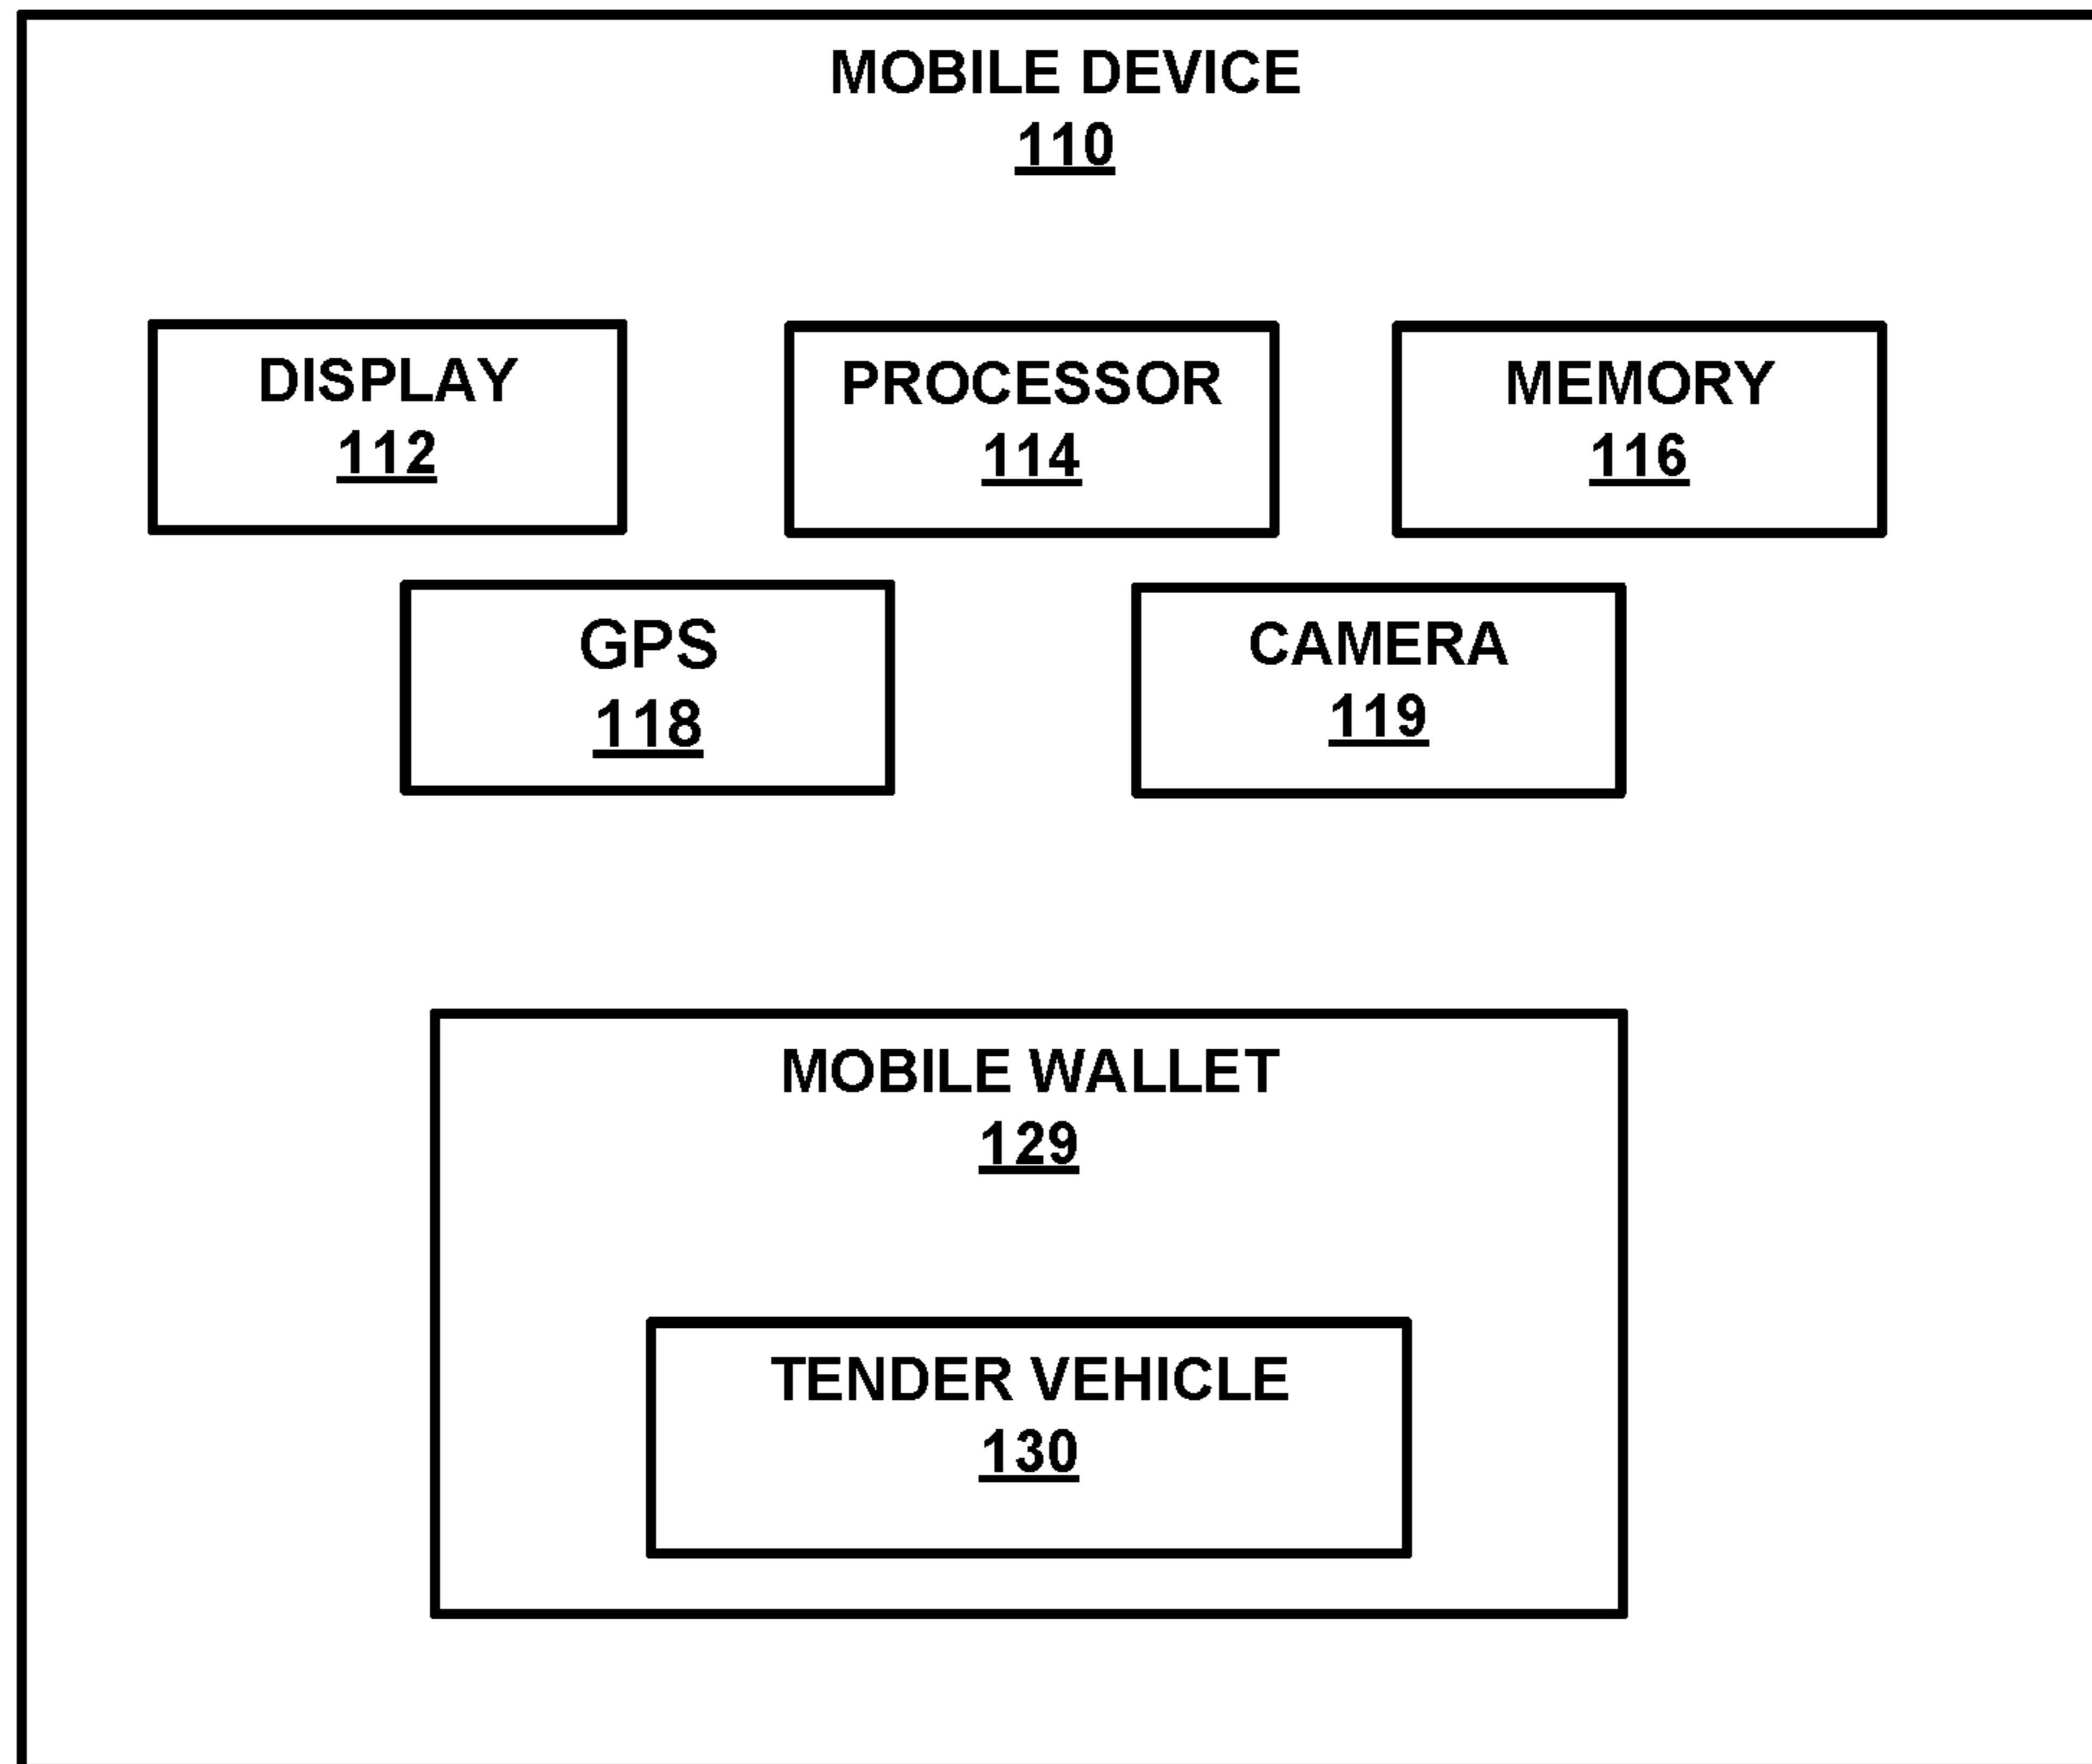 MOBILE DEVICE
110
DISPLAY
112
PROCESSOR
114
MEMORY
116
GPS
118
CAMERA
119
MOBILE WALLET
129
TENDER VEHICLE
130